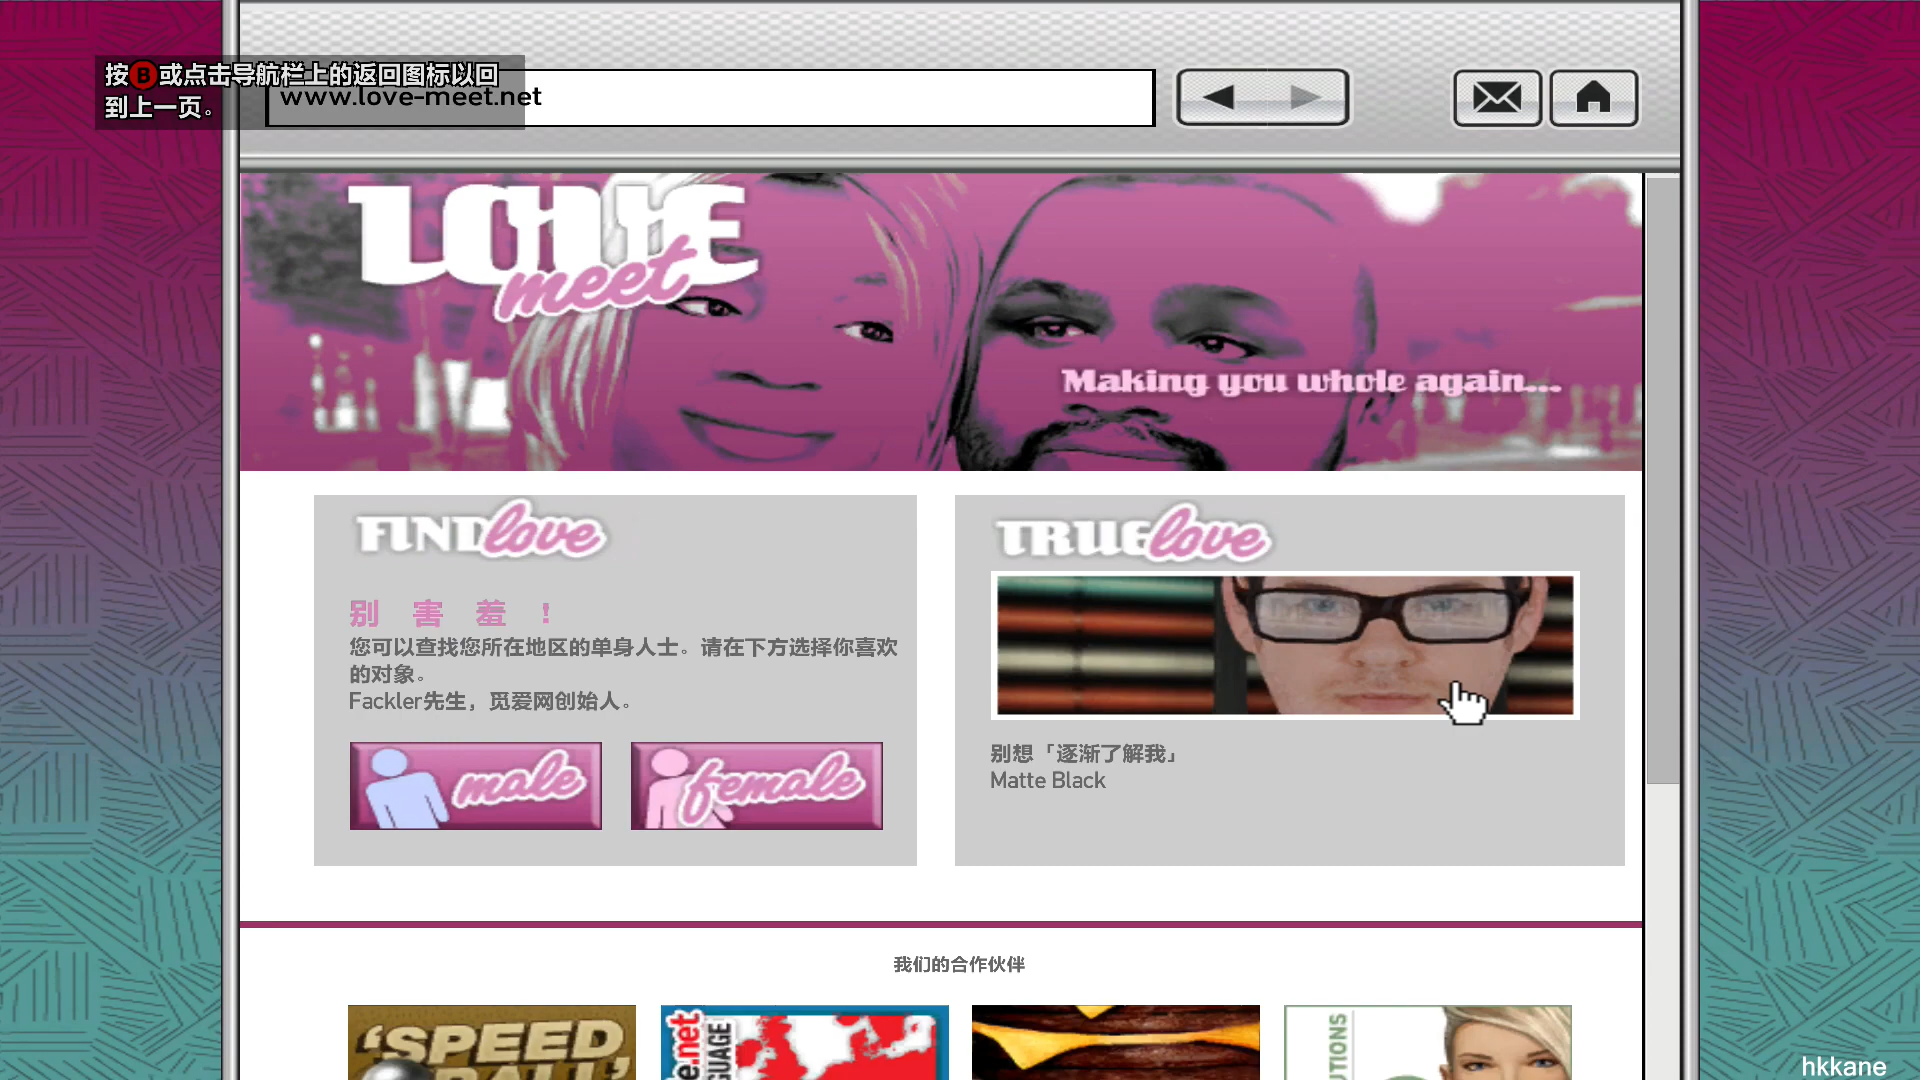 按B或点击导航栏上的返回图标以回
到上一页。
www.love-meet.net
LOVE
meet
Making you whole again...
FIND love
别害羞！
您可以查找您所在地区的单身人士。请在下方选择你喜欢
的对象。
Fackler先生，觅爱网创始人。
male
female
TRUE love
别想「逐渐了解我」
Matte Black
我们的合作伙伴
'SPEED
BALL'
e.net
GUAGE
UTIONS
hkkane